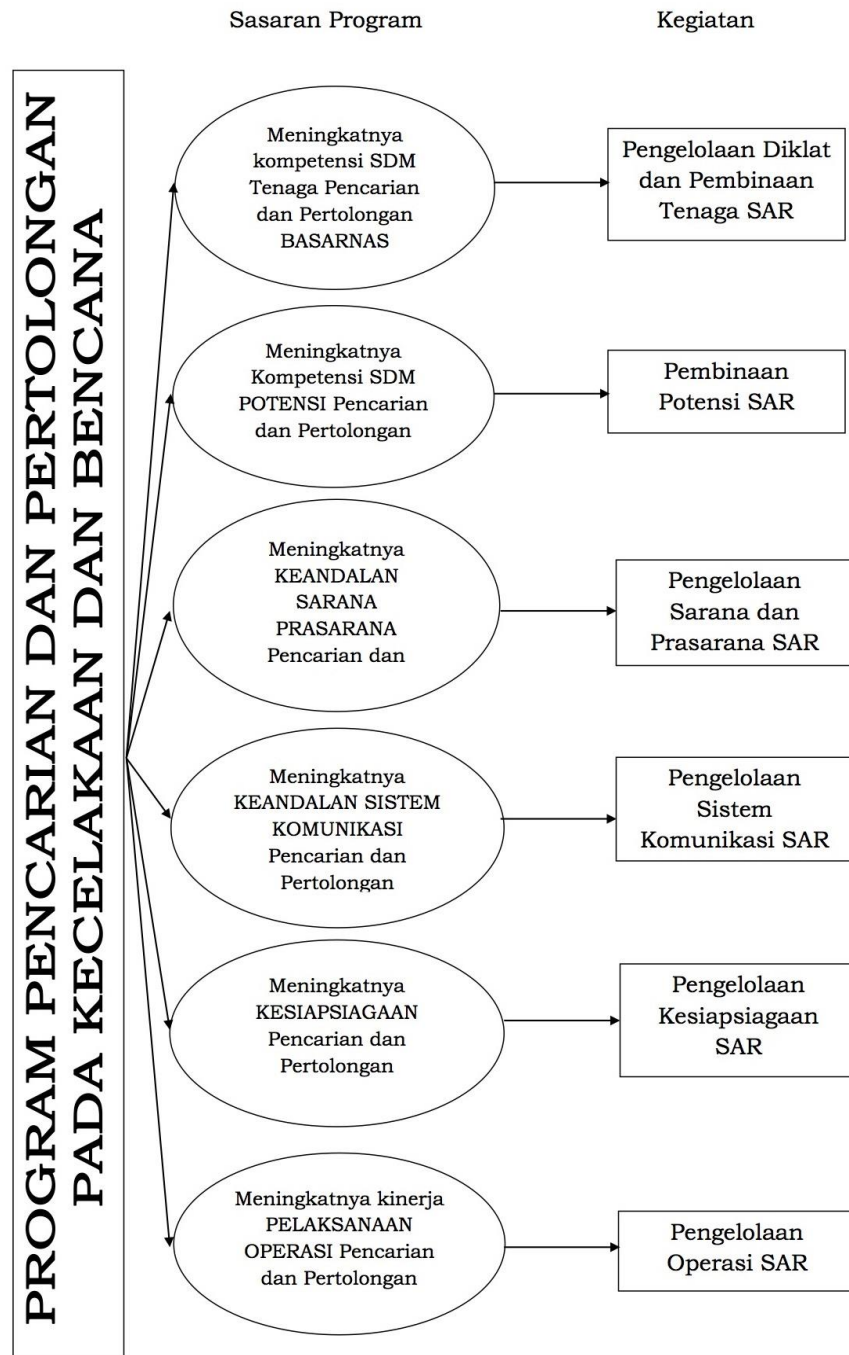 Sasaran Program
Kegiatan
PROGRAM PENCARIAN DAN PERTOLONGAN
PADA KECELAKAAN DAN BENCANA
Meningkatnya
kompetensi SDM
Tenaga Pencarian
dan Pertolongan
BASARNAS
Pengelolaan Diklat
dan Pembinaan
Tenaga SAR
Meningkatnya
Kompetensi SDM
POTENSI Pencarian
dan Pertolongan
Pembinaan
Potensi SAR
Meningkatnya
KEANDALAN
SARANA
PRASARANA
Pencarian dan
Pengelolaan
Sarana dan
Prasarana SAR
Meningkatnya
KEANDALAN SISTEM
KOMUNIKASI
Pencarian dan
Pertolongan
Pengelolaan
Sistem
Komunikasi SAR
Meningkatnya
KESIAPSIAGAAN
Pencarian dan
Pertolongan
Pengelolaan
Kesiapsiagaan
SAR
Meningkatnya kinerja
PELAKSANAAN
OPERASI Pencarian
dan Pertolongan
Pengelolaan
Operasi SAR